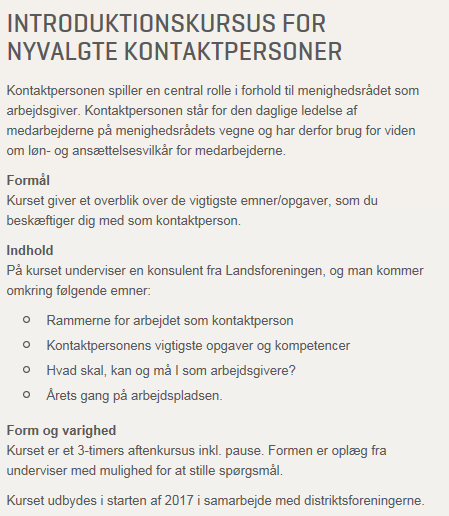 INTRODUKTIONSKURSUS FOR
NYVALGTE KONTAKTPERSONER
Kontaktpersonen spiller en central rolle i forhold til menighedsrådet som
arbejdsgiver. Kontaktpersonen står for den daglige ledelse af
medarbejderne på menighedsrådets vegne og har derfor brug for viden
om løn- og ansættelsesvilkår for medarbejderne.
Formål
Kurset giver et overblik over de vigtigste emner/opgaver, som du
beskæftiger dig med som kontaktperson.
Indhold
På kurset underviser en konsulent fra Landsforeningen, og man kommer
omkring følgende emner:
Rammerne for arbejdet som kontaktperson
Kontaktpersonens vigtigste opgaver og kompetencer
Hvad skal, kan og må I som arbejdsgivere?
Årets gang på arbejdspladsen.
Form og varighed
Kurset er et 3-timers aftenkursus inkl. pause. Formen er oplæg fra
underviser med mulighed for at stille spørgsmål.
Kurset udbydes i starten af 2017 i samarbejde med distriktsforeningerne.